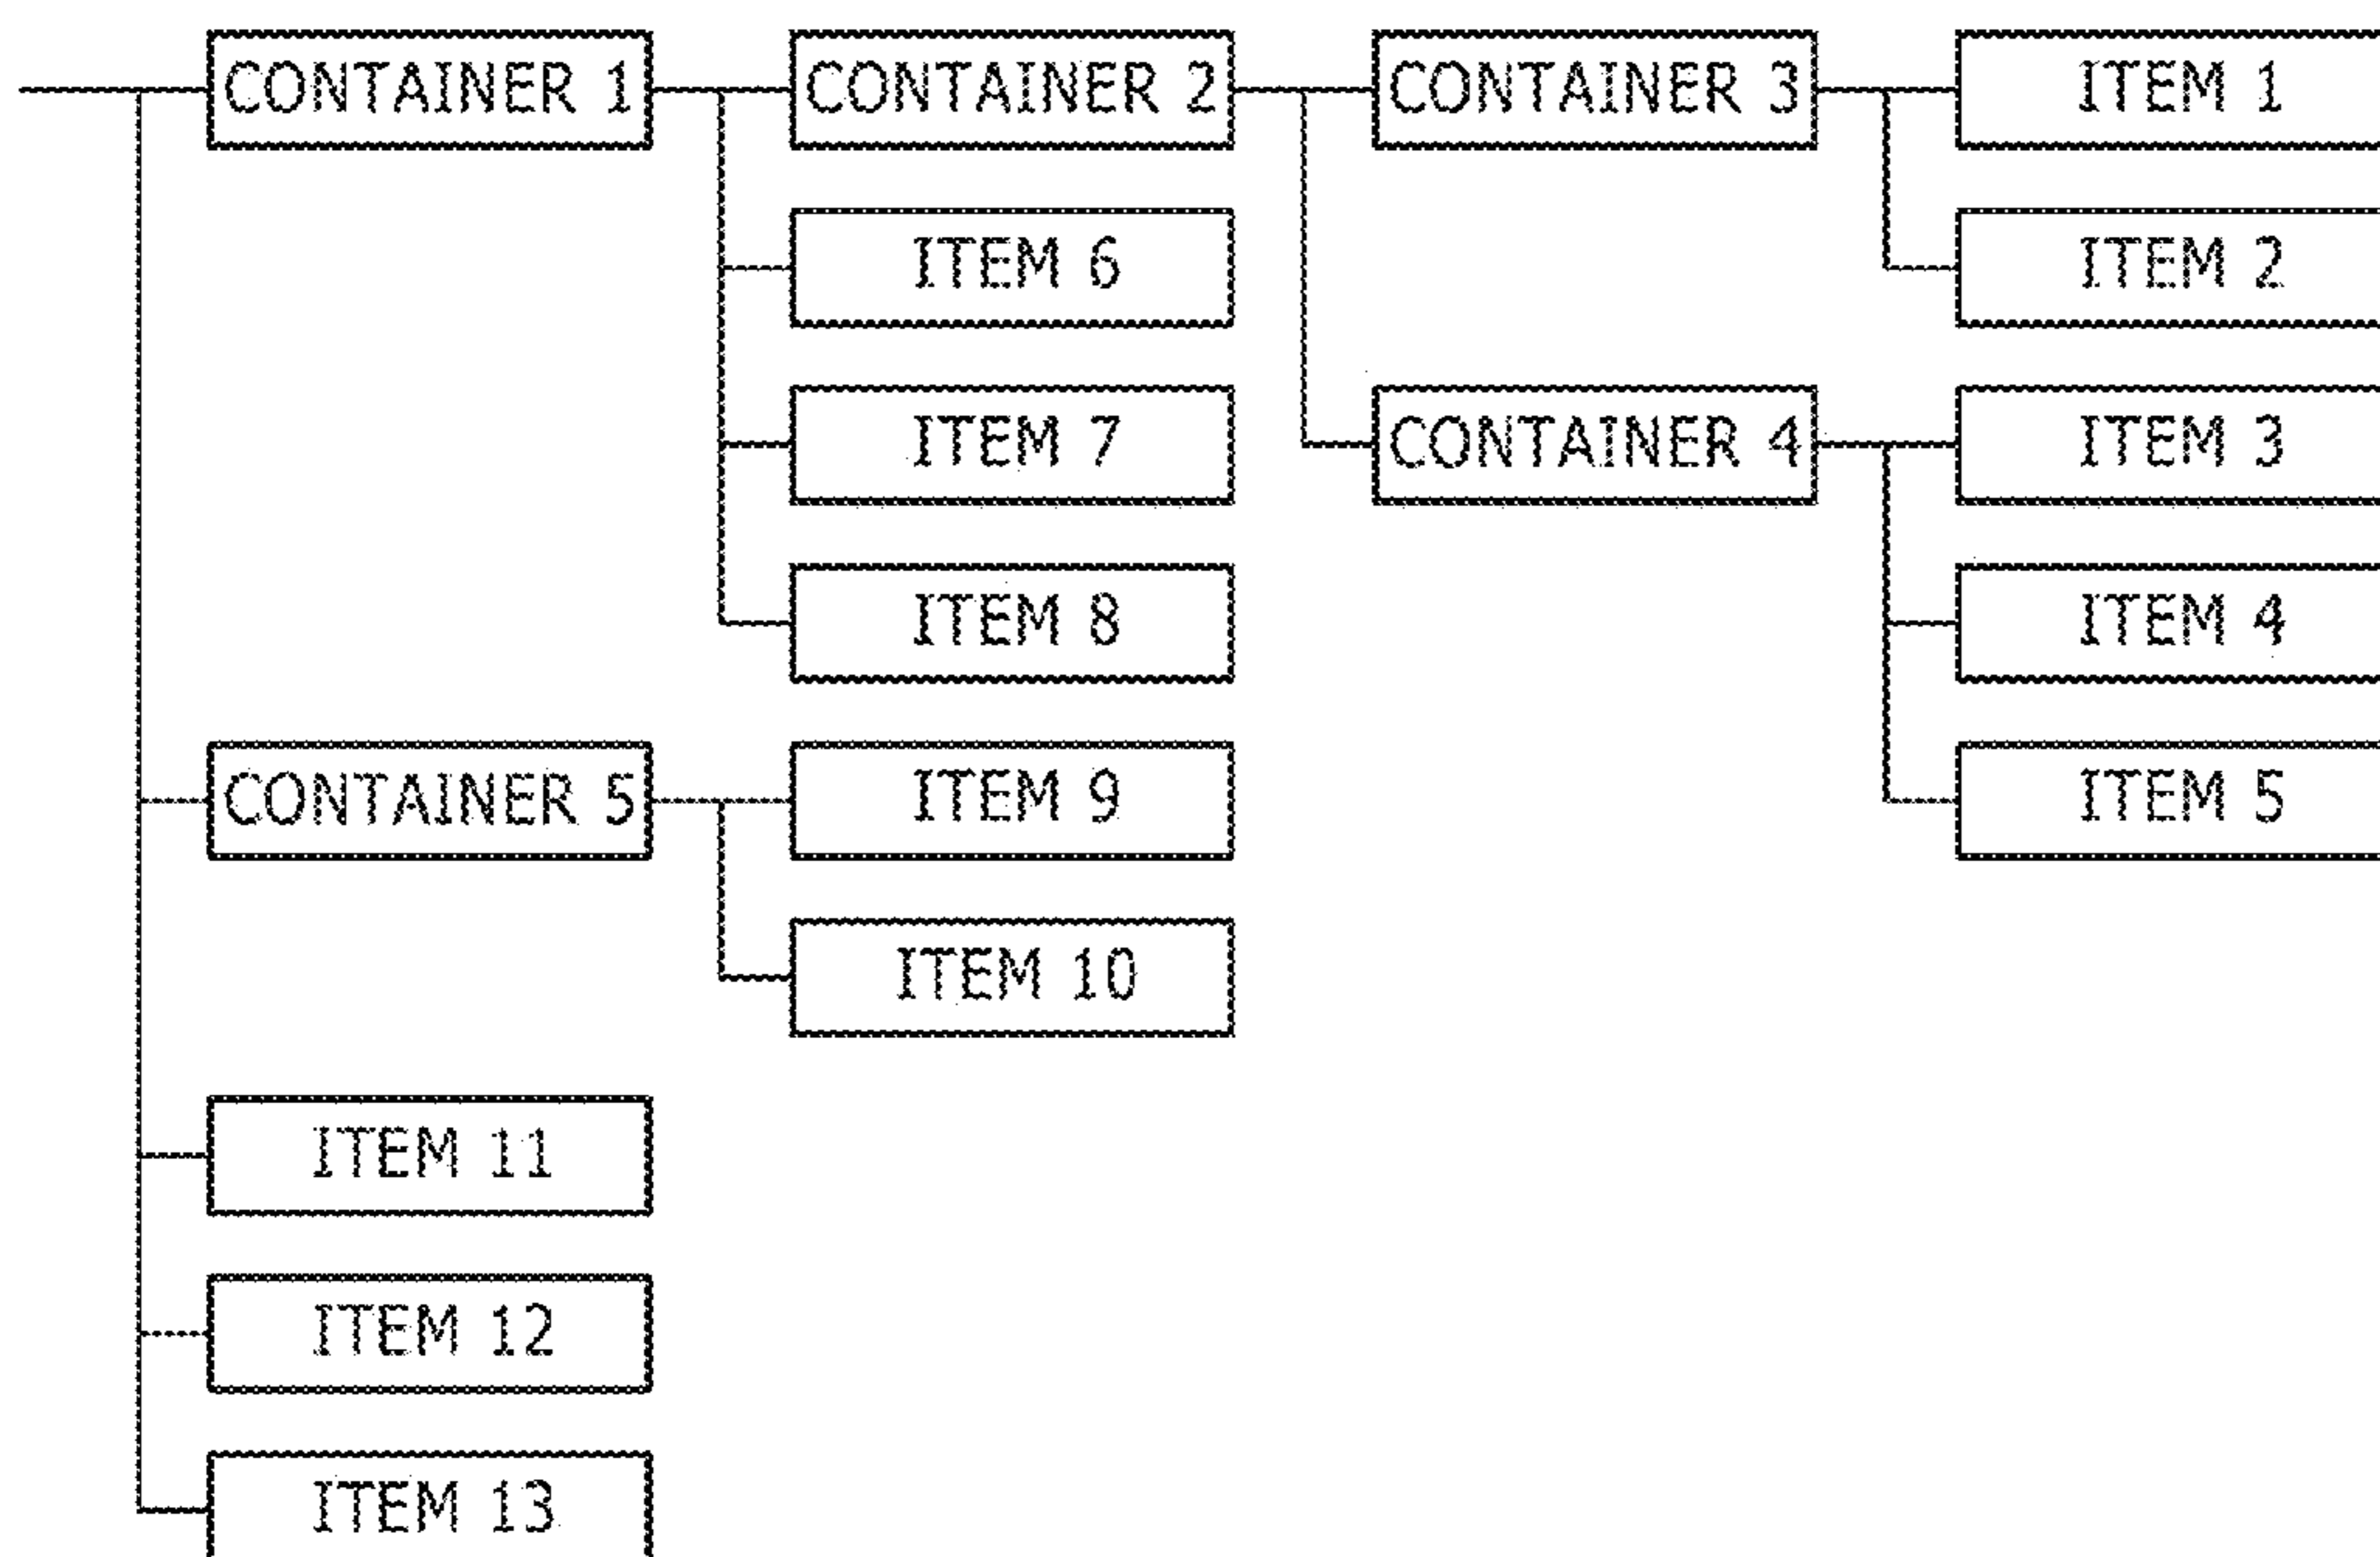 CONTAINER 1 CONTAINER 2 CONTAINER 3 ITEM 1
ITEM 6 ITEM 2
ITEM 7 CONTAINER 4 ITEM 3
ITEM 8 ITEM 4
CONTAINER 5 ITEM 9 ITEM 5
ITEM 10
ITEM 11
ITEM 12
ITEM 13